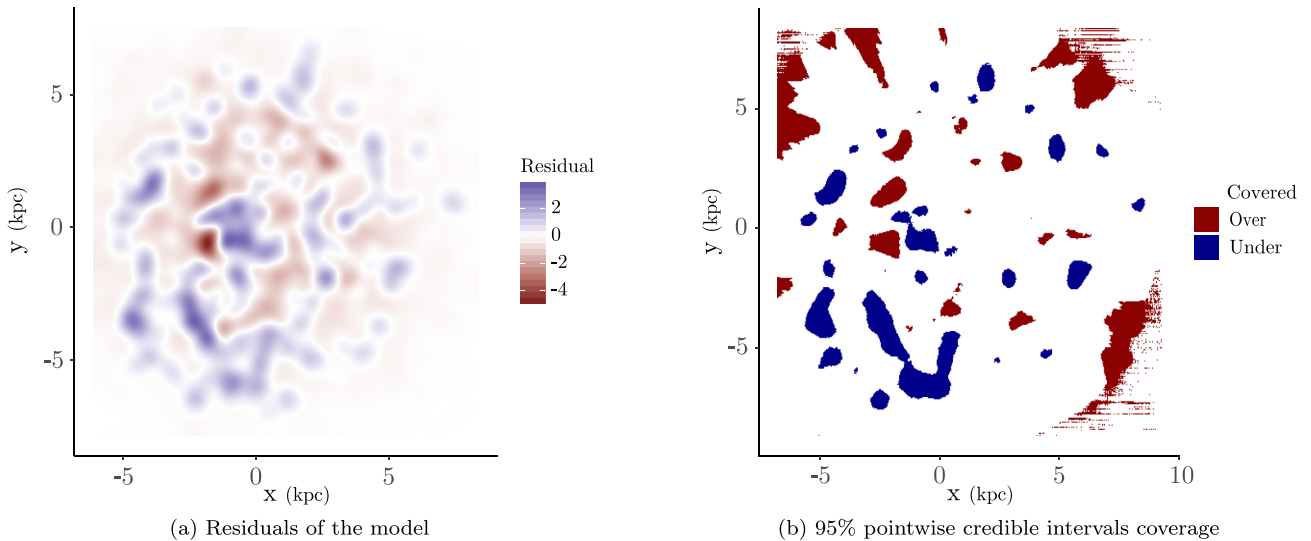 5
0
-5
y (kpc)
-5
0
5
x (kpc)
Residual
2
0
-2
-4
(a) Residuals of the model
5
0
-5
y (kpc)
-5
0
5
10
x (kpc)
Covered
Over
Under
(b) 95% pointwise credible intervals coverage